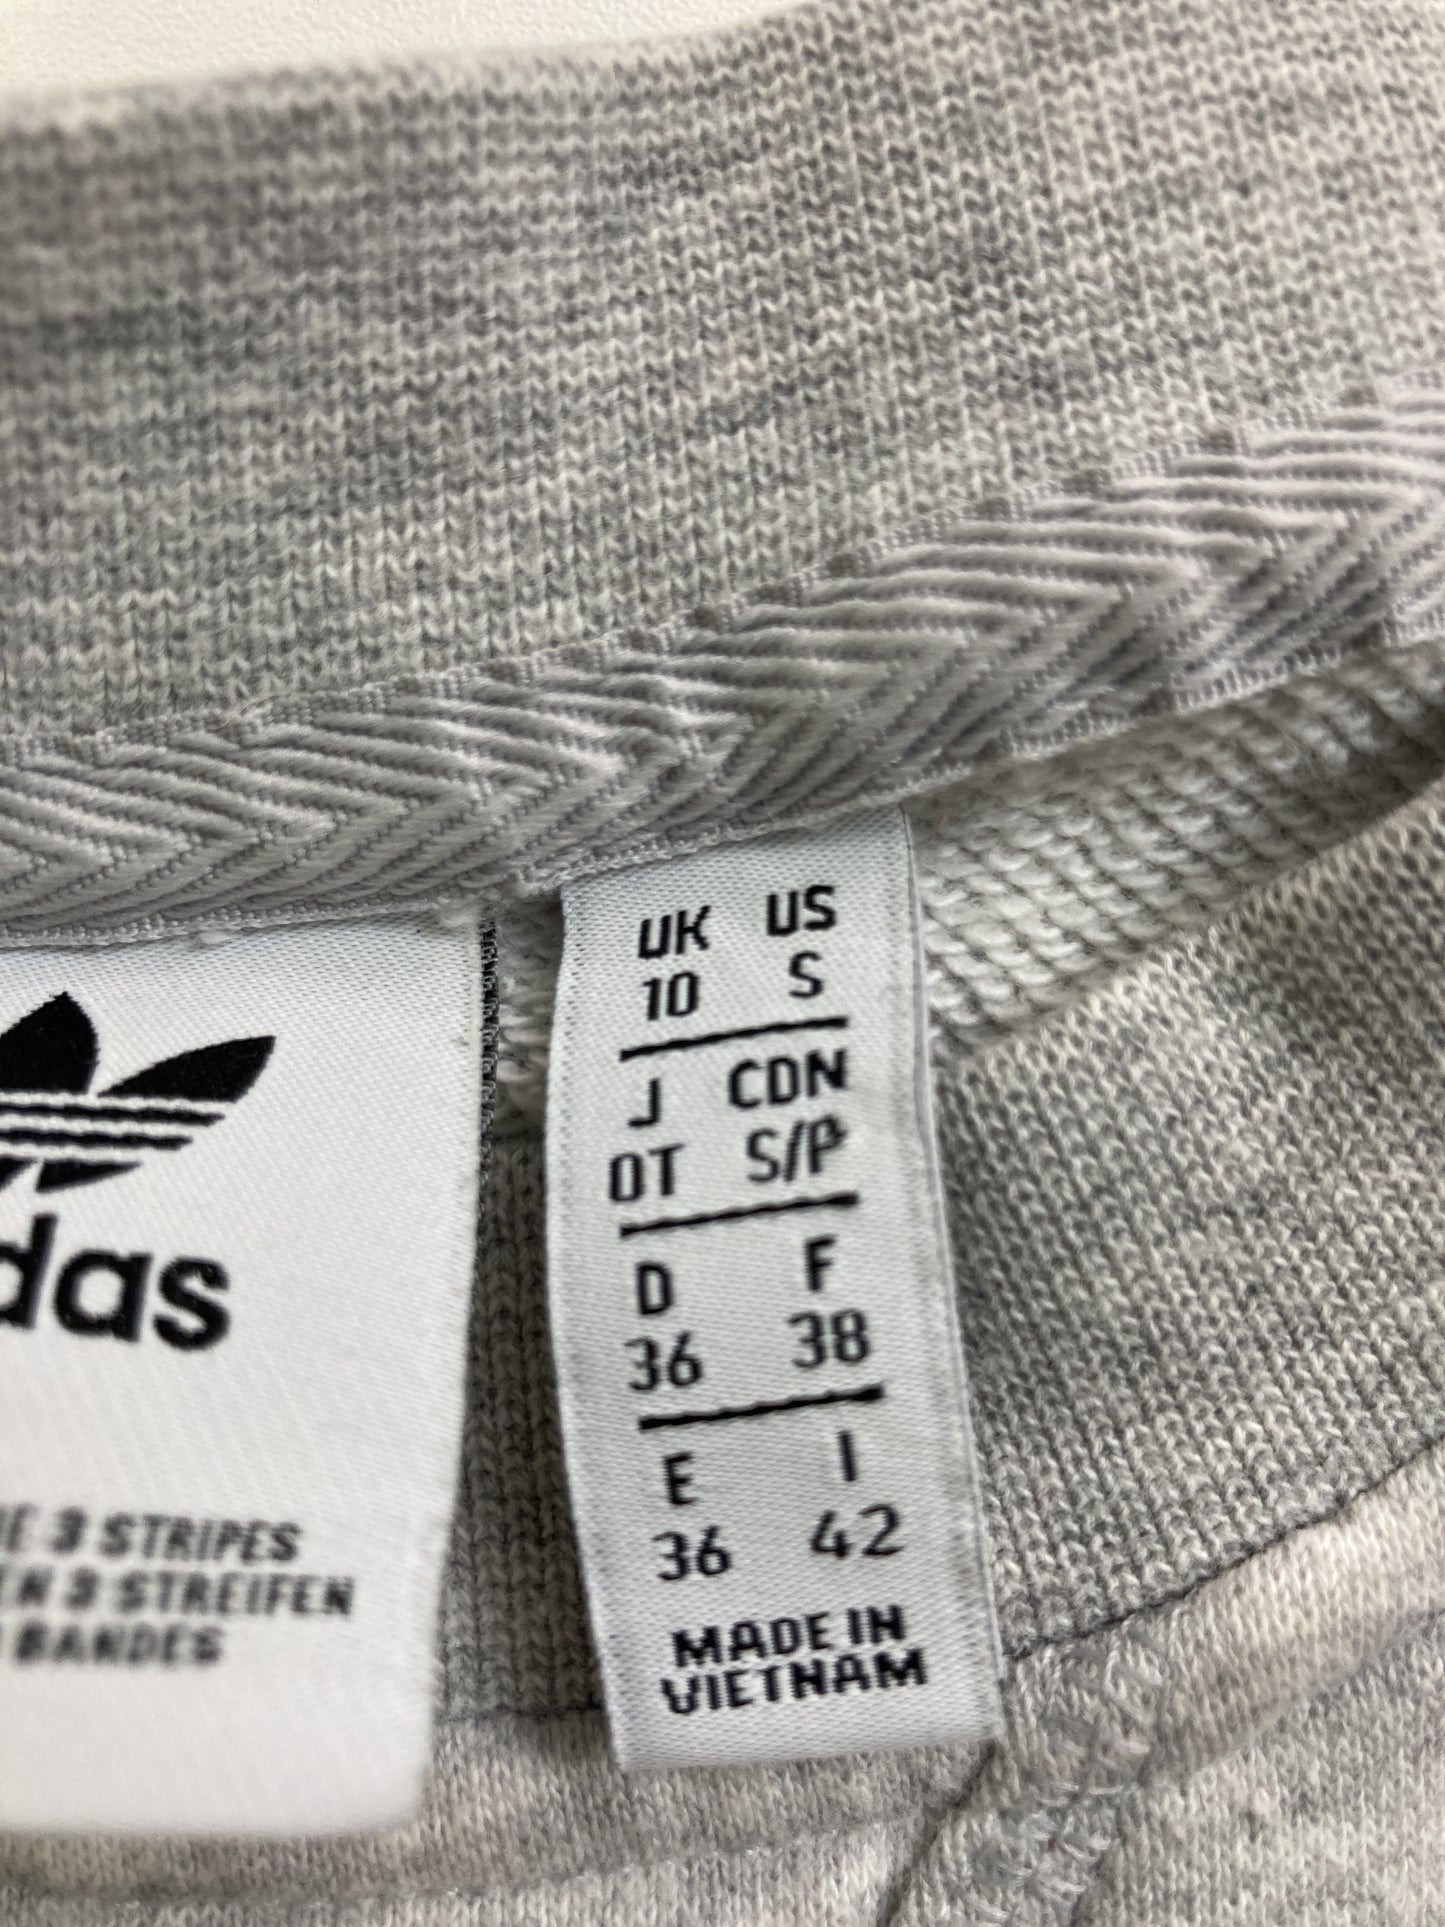 das
3 STRIPES
3 STREIFEN
BANDES
UK US
10 S
J CDN
OT S/P
D F
36 38
E I
36 42
MADE IN
VIETNAM